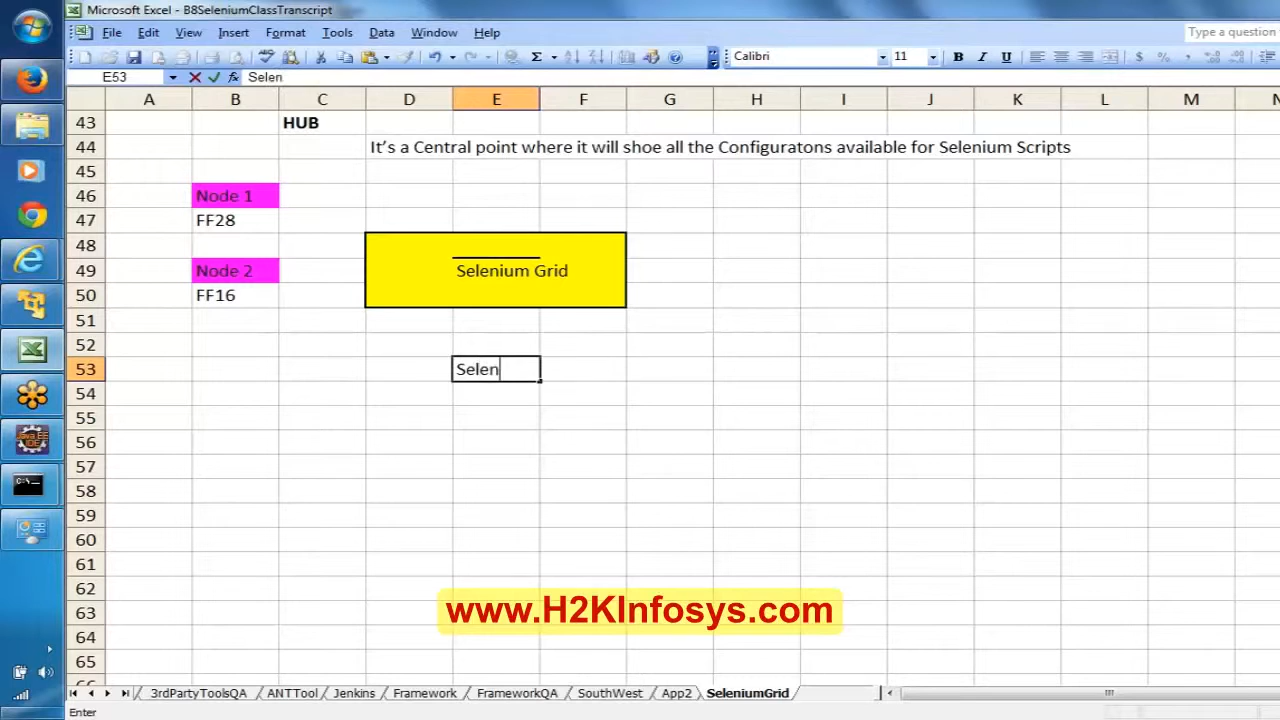 Microsoft Excel - B8SeleniumClassTranscript
File Edit View Insert Format Tools Data Window Help
Type a question
Calibri 11 B I U $ % ,
E53 fx Selen
A B C D E F G H I J K L M
43 HUB
44 It’s a Central point where it will shoe all the Configuratons available for Selenium Scripts
45
46 Node 1
47 FF28
48
49 Node 2 Selenium Grid
50 FF16
51
52
53 Selen
54
55
56
57
58
59
60
61
62
www.H2KInfosys.com
63
64
65
3rdPartyToolsQA ANTTool Jenkins Framework FrameworkQA SouthWest App2 SeleniumGrid
Enter